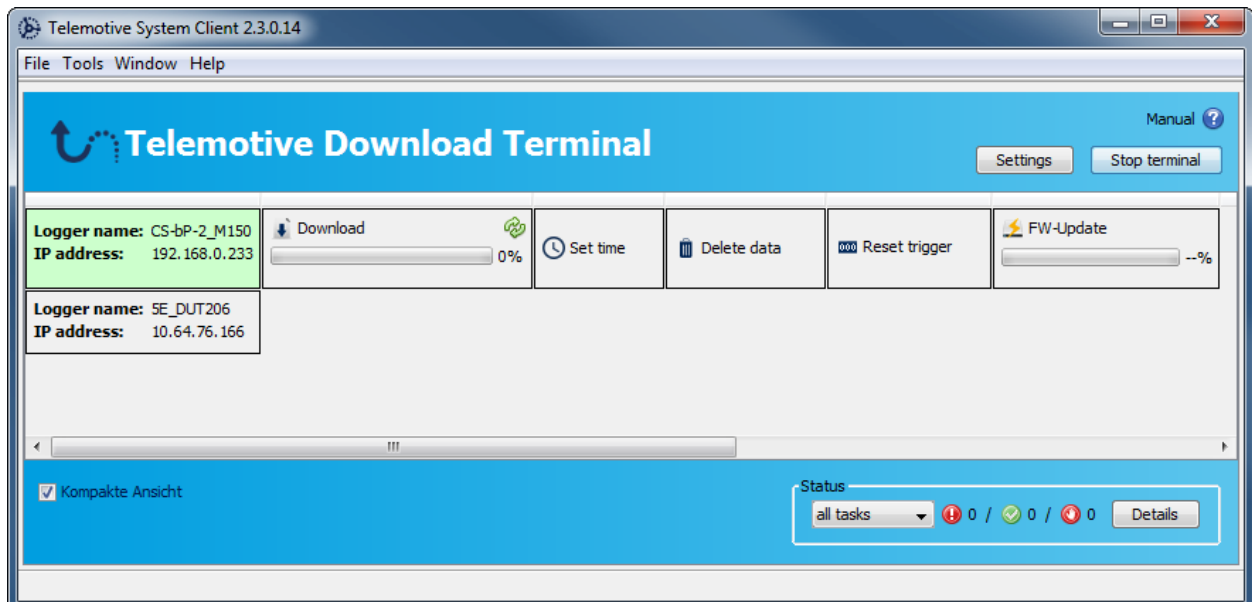 Telemotive System Client 2.3.0.14
File Tools Window Help
Telemotive Download Terminal
Manual
Settings
Stop terminal
Logger name: CS-bP-2_M150
IP address: 192.168.0.233
Download
0%
Set time
Delete data
Reset trigger
FW-Update
--%
Logger name: 5E_DUT206
IP address: 10.64.76.166
Kompakte Ansicht
Status
all tasks
0 / 0 / 0
Details